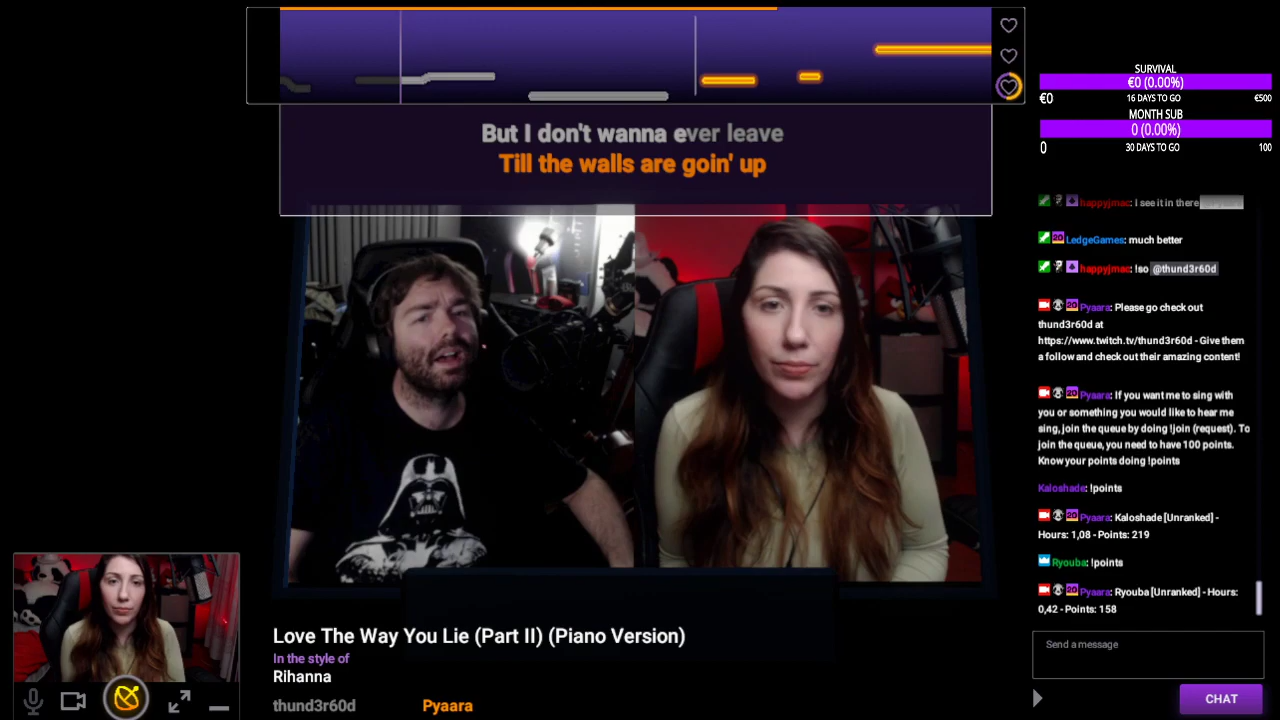 But I don't wanna ever leave
Till the walls are goin' up
SURVIVAL
€0 (0.00%)
€0 16 DAYS TO GO €500
MONTH SUB
0 (0.00%)
0 30 DAYS TO GO 100
happyjmac: I see it in there
LedgeGames: much better
happyjmac: !so @thund3r60d
Pyaara: Please go check out
thund3r60d at
https://www.twitch.tv/thund3r60d - Give them
a follow and check out their amazing content!
Pyaara: If you want me to sing with
you or something you would like to hear me
sing, join the queue by doing !join (request). To
join the queue, you need to have 100 points.
Know your points doing !points
Kaloshade: !points
Pyaara: Kaloshade [Unranked] -
Hours: 1,08 - Points: 219
Ryouba: !points
Pyaara: Ryouba [Unranked] - Hours:
0,42 - Points: 158
Send a message
CHAT
Love The Way You Lie (Part II) (Piano Version)
In the style of
Rihanna
thund3r60d Pyaara